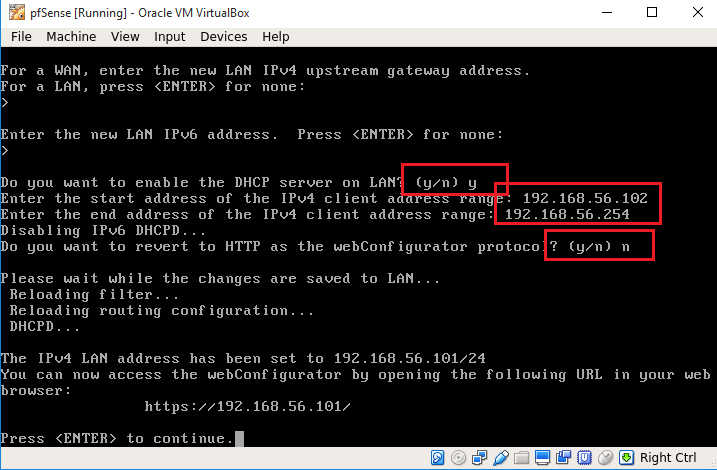 pfSense [Running] - Oracle VM VirtualBox
File Machine View Input Devices Help
For a WAN, enter the new LAN IPv4 upstream gateway address.
For a LAN, press <ENTER> for none:
>
Enter the new LAN IPv6 address.  Press <ENTER> for none:
>
Do you want to enable the DHCP server on LAN? (y/n) y
Enter the start address of the IPv4 client address range: 192.168.56.102
Enter the end address of the IPv4 client address range: 192.168.56.254
Disabling IPv6 DHCPD...
Do you want to revert to HTTP as the webConfigurator protocol? (y/n) n
Please wait while the changes are saved to LAN...
 Reloading filter...
 Reloading routing configuration...
 DHCPD...
The IPv4 LAN address has been set to 192.168.56.101/24
You can now access the webConfigurator by opening the following URL in your web
browser:
https://192.168.56.101/
Press <ENTER> to continue.
Right Ctrl